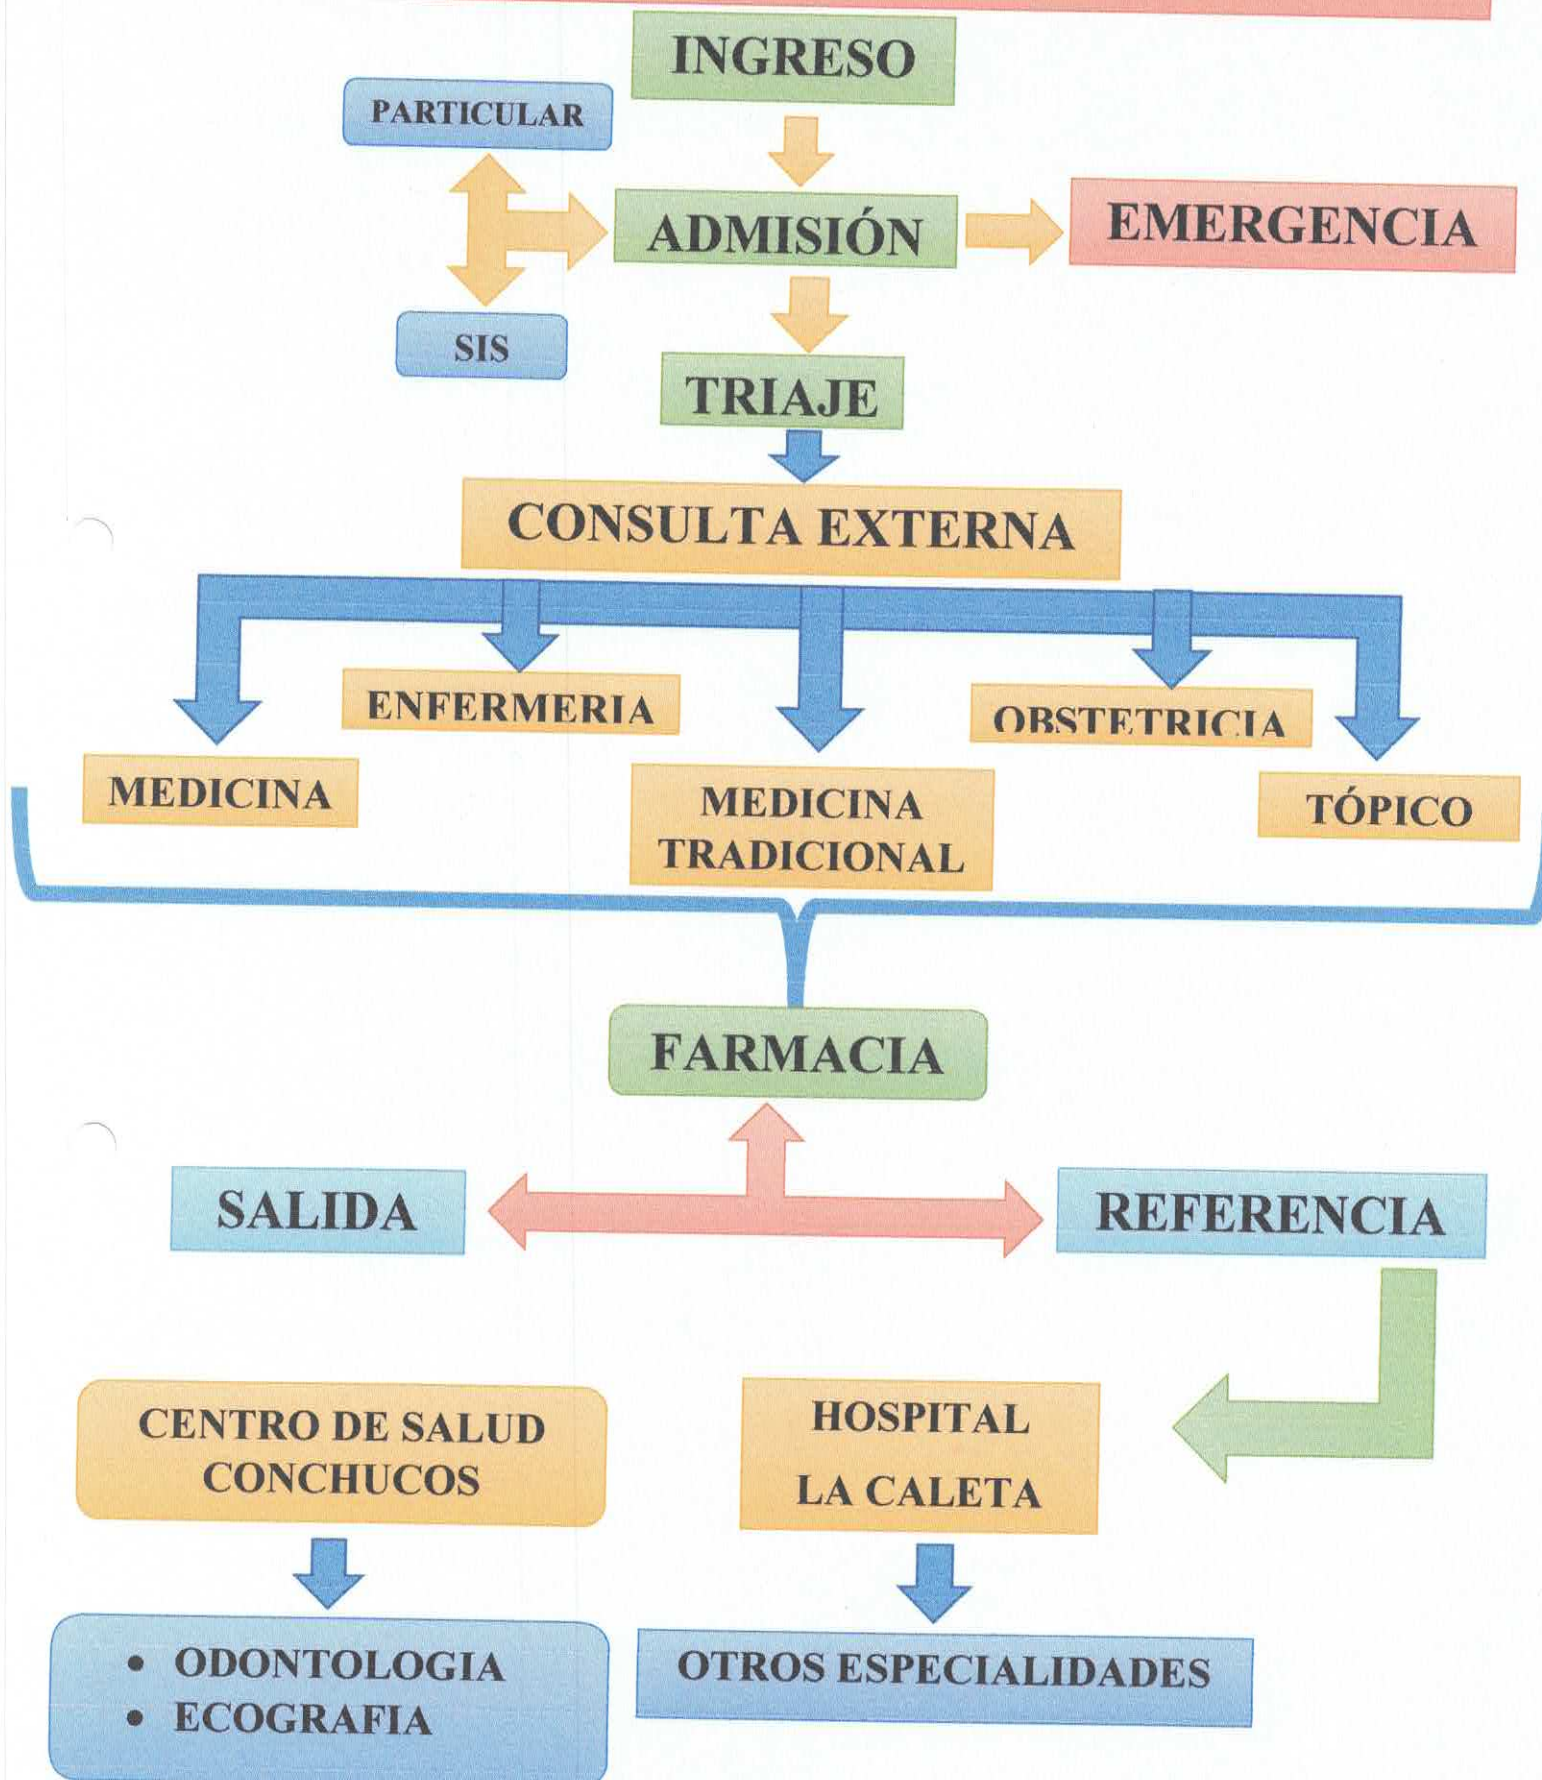 INGRESO
PARTICULAR
ADMISIÓN
EMERGENCIA
SIS
TRIAJE
CONSULTA EXTERNA
ENFERMERIA
OBSTETRICIA
MEDICINA
MEDICINA
TRADICIONAL
TÓPICO
FARMACIA
SALIDA
REFERENCIA
CENTRO DE SALUD
CONCHUCOS
HOSPITAL
LA CALETA
• ODONTOLOGIA
• ECOGRAFIA
OTROS ESPECIALIDADES